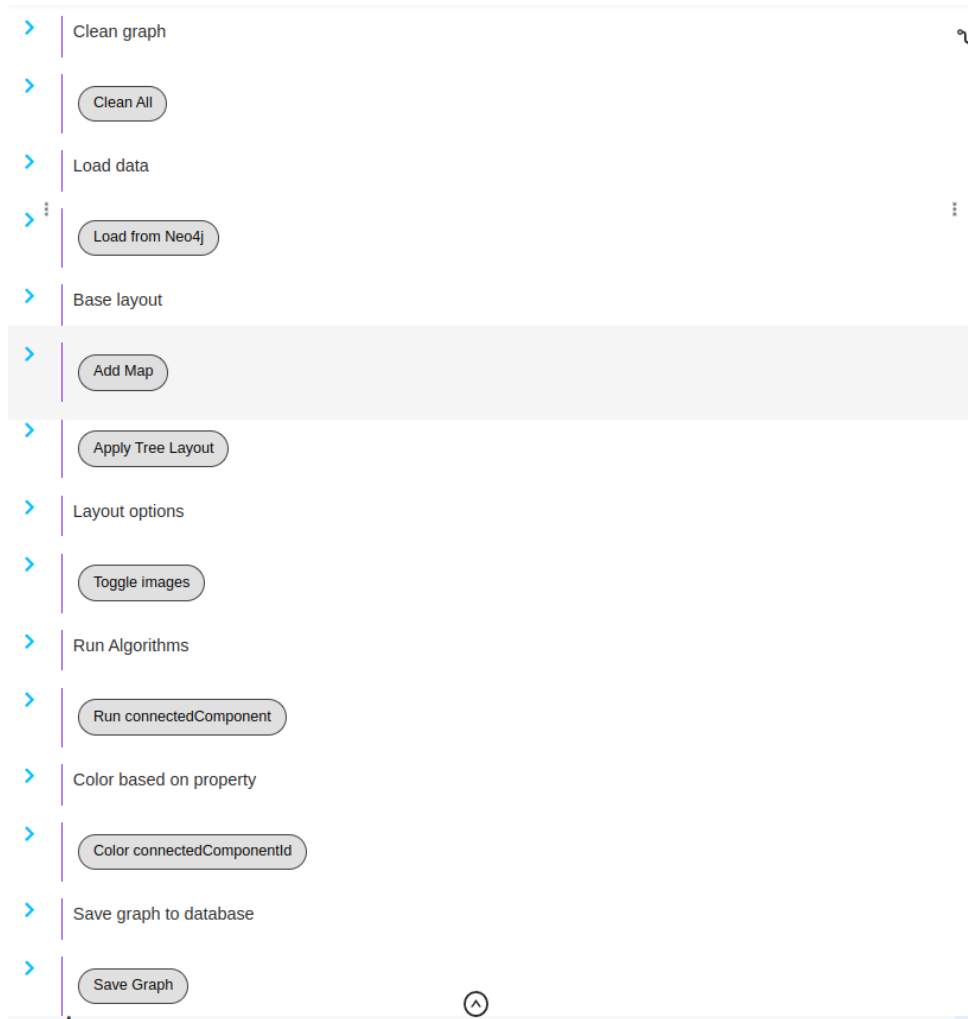 Clean graph
Clean All
Load data
Load from Neo4j
Base layout
Add Map
Apply Tree Layout
Layout options
Toggle images
Run Algorithms
Run connectedComponent
Color based on property
Color connectedComponentId
Save graph to database
Save Graph